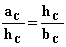 a_c/h_c = h_c/b_c